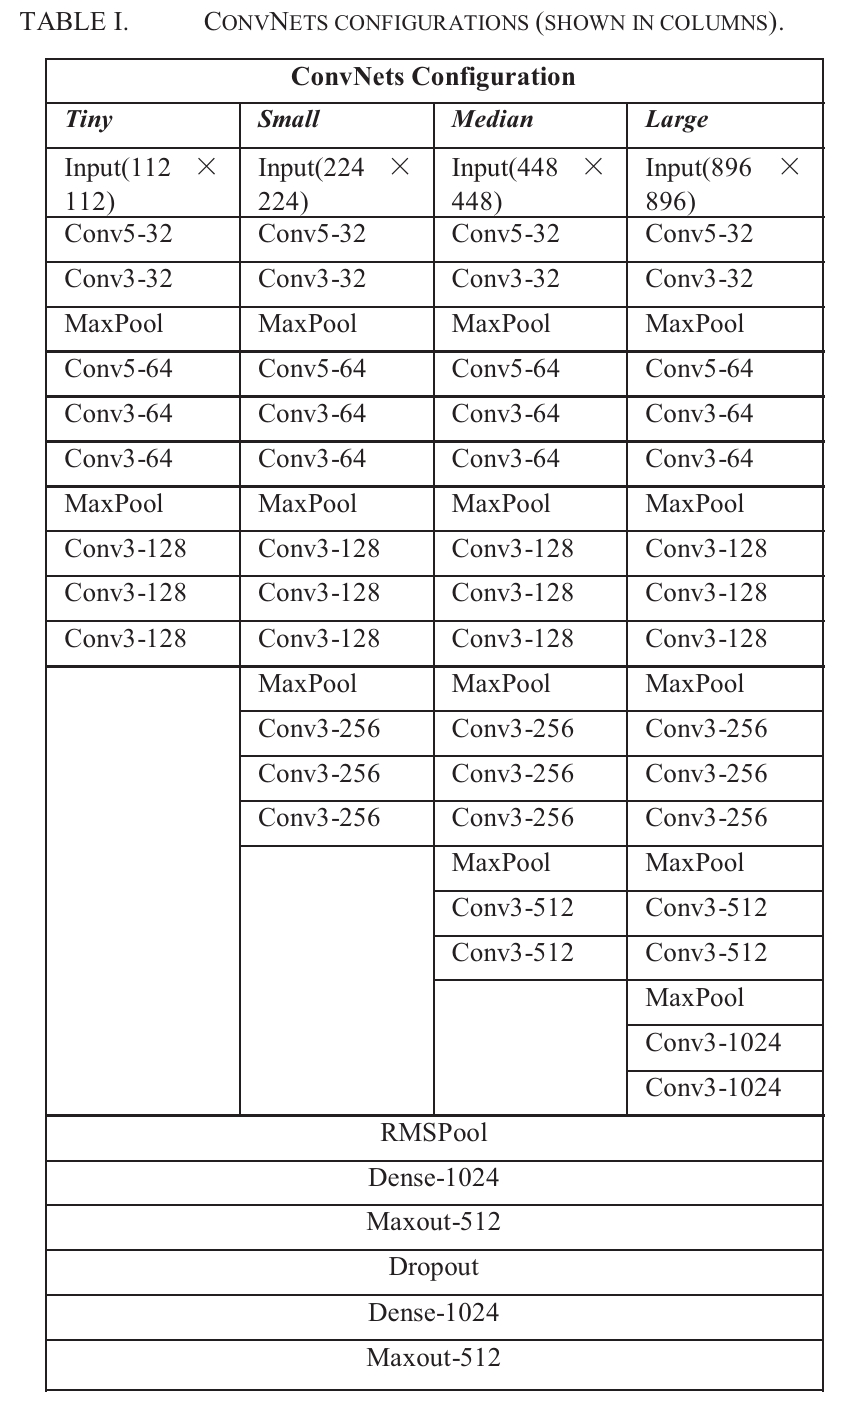 TABLE I. CONVNETS CONFIGURATIONS (SHOWN IN COLUMNS).
ConvNets Configuration
Tiny Small Median Large
Input(112 × Input(224 × Input(448 × Input(896 ×
112) 224) 448) 896)
Conv5-32 Conv5-32 Conv5-32 Conv5-32
Conv3-32 Conv3-32 Conv3-32 Conv3-32
MaxPool MaxPool MaxPool MaxPool
Conv5-64 Conv5-64 Conv5-64 Conv5-64
Conv3-64 Conv3-64 Conv3-64 Conv3-64
Conv3-64 Conv3-64 Conv3-64 Conv3-64
MaxPool MaxPool MaxPool MaxPool
Conv3-128 Conv3-128 Conv3-128 Conv3-128
Conv3-128 Conv3-128 Conv3-128 Conv3-128
Conv3-128 Conv3-128 Conv3-128 Conv3-128
MaxPool MaxPool MaxPool
Conv3-256 Conv3-256 Conv3-256
Conv3-256 Conv3-256 Conv3-256
Conv3-256 Conv3-256 Conv3-256
MaxPool MaxPool
Conv3-512 Conv3-512
Conv3-512 Conv3-512
MaxPool
Conv3-1024
Conv3-1024
RMSPool
Dense-1024
Maxout-512
Dropout
Dense-1024
Maxout-512